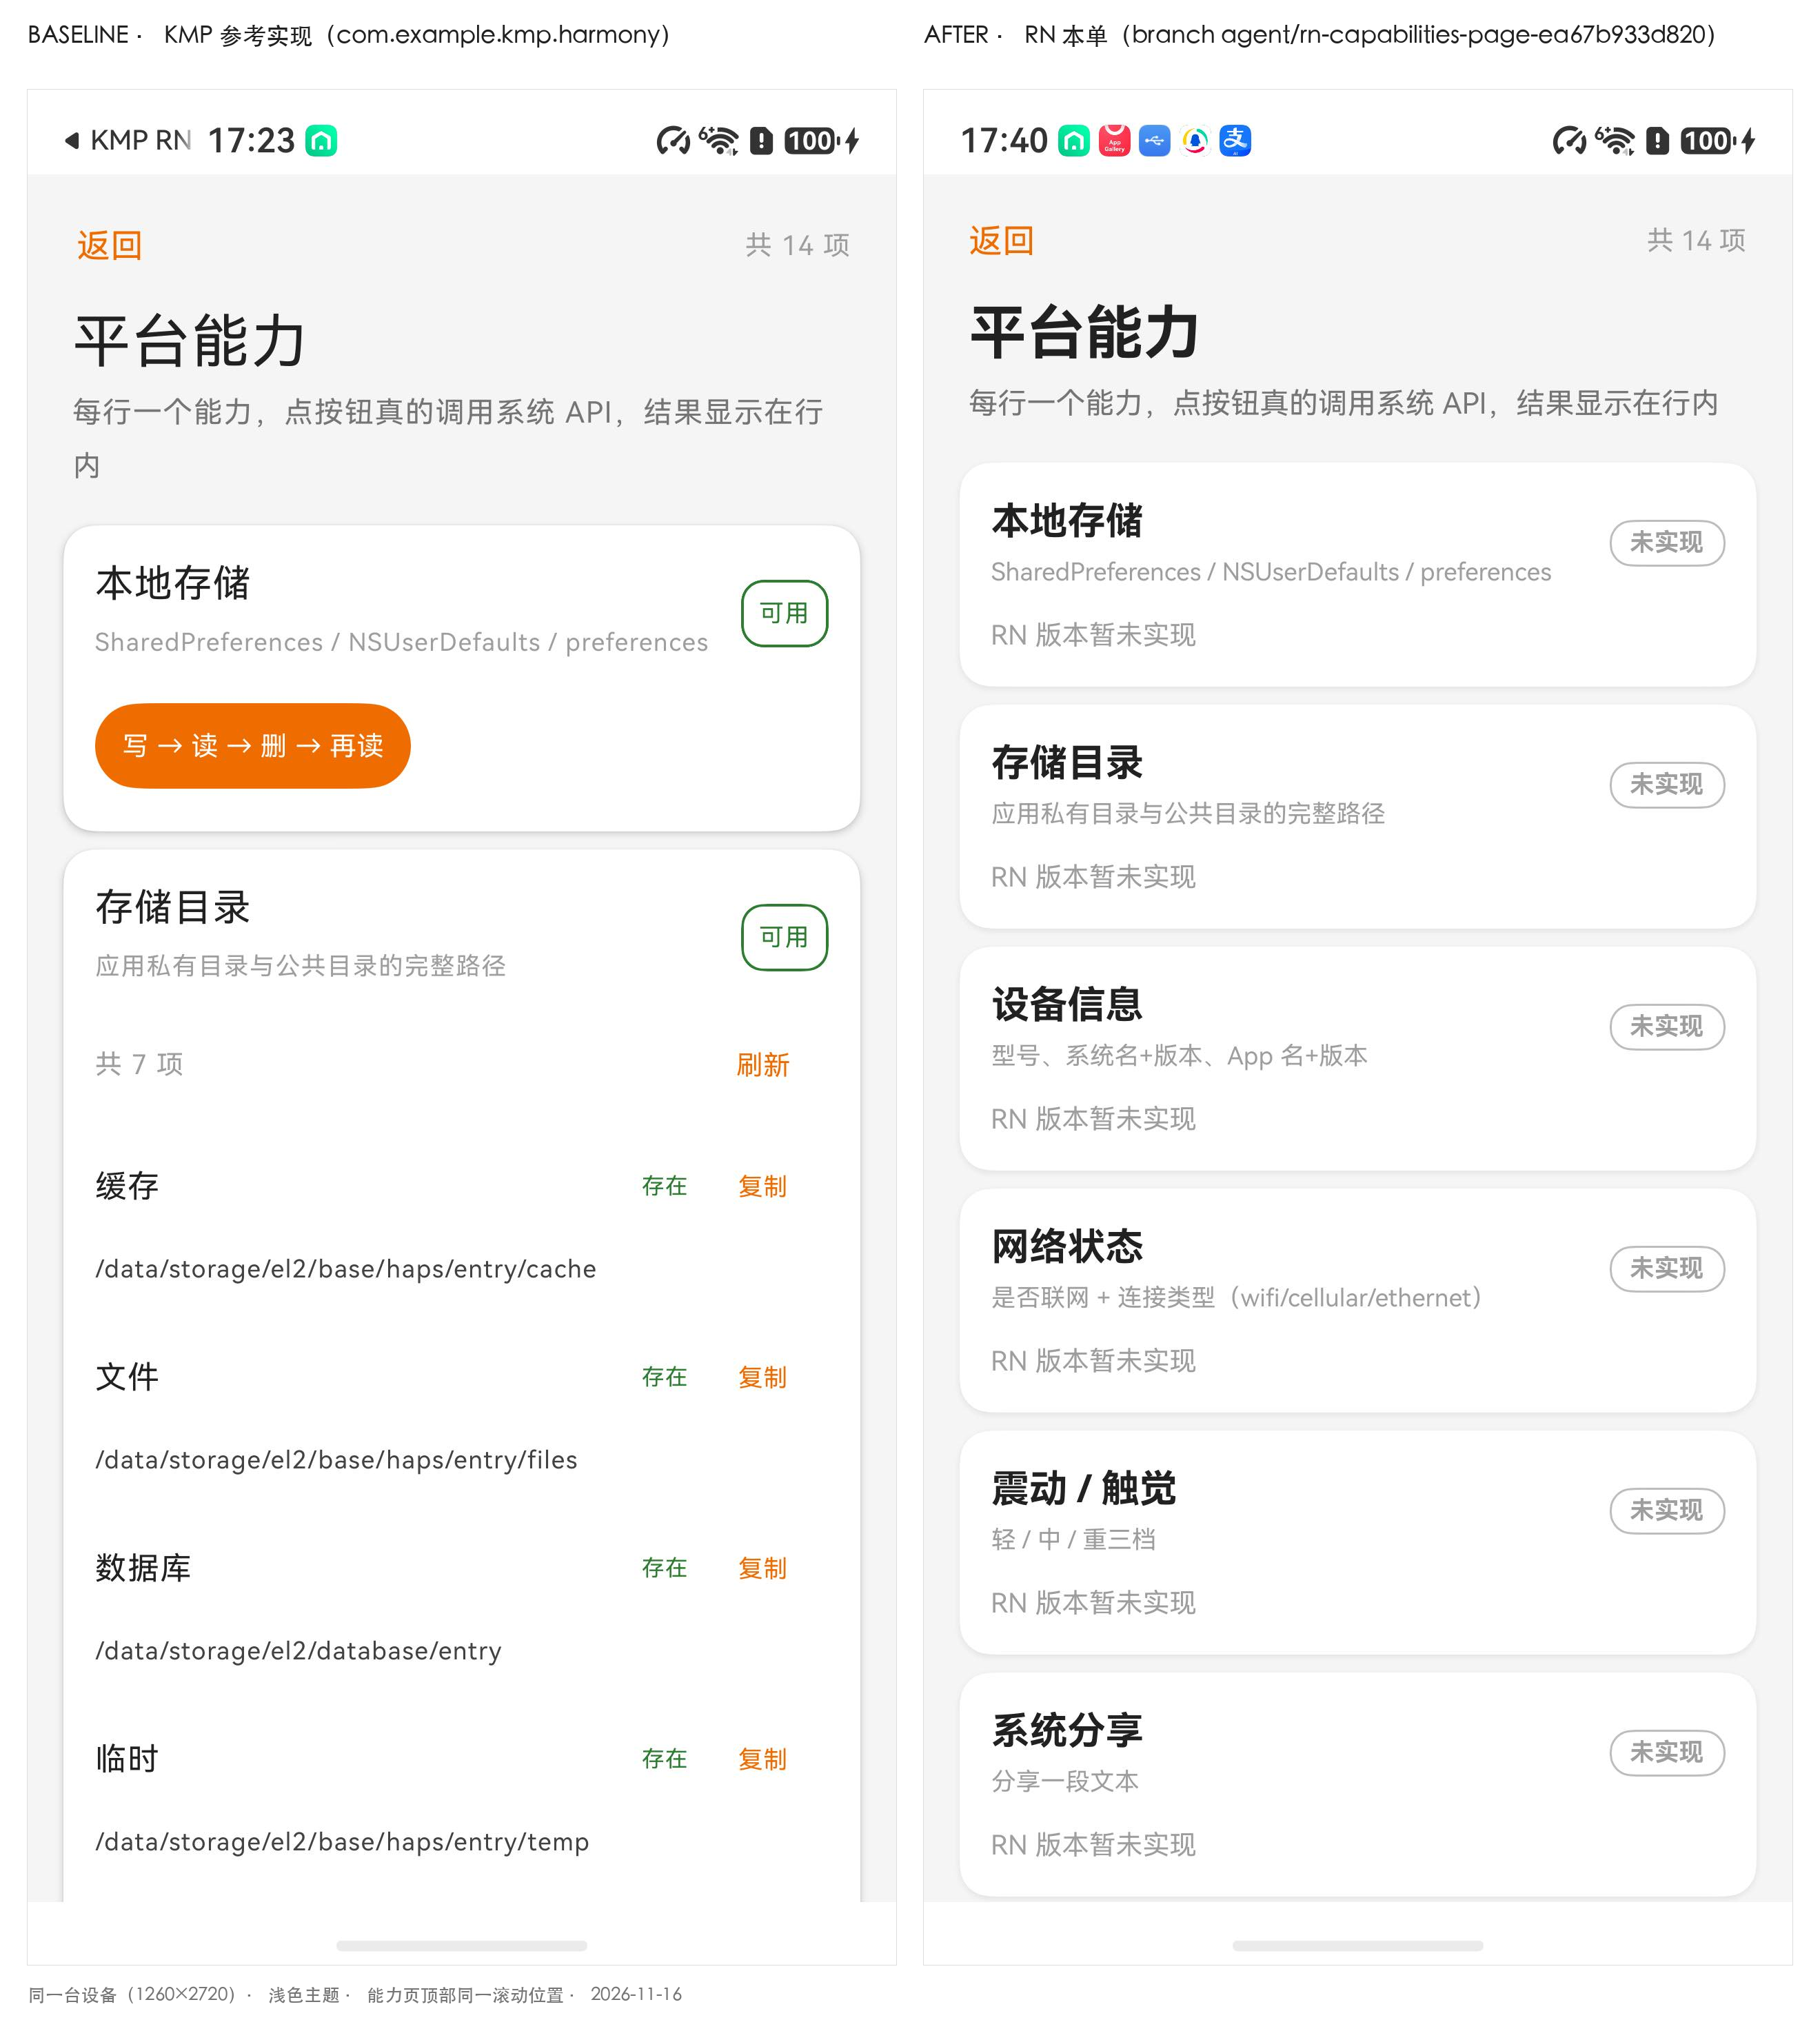 BASELINE · KMP 参考实现（com.example.kmp.harmony）
KMP RN 17:23
6+ 100
返回
共 14 项
平台能力
每行一个能力，点按钮真的调用系统 API，结果显示在行
内
本地存储
SharedPreferences / NSUserDefaults / preferences
可用
写 → 读 → 删 → 再读
存储目录
应用私有目录与公共目录的完整路径
可用
共 7 项
刷新
缓存
存在
复制
/data/storage/el2/base/haps/entry/cache
文件
存在
复制
/data/storage/el2/base/haps/entry/files
数据库
存在
复制
/data/storage/el2/database/entry
临时
存在
复制
/data/storage/el2/base/haps/entry/temp
AFTER · RN 本单（branch agent/rn-capabilities-page-ea67b933d820）
17:40
App
Gallery
支
6+ 100
返回
共 14 项
平台能力
每行一个能力，点按钮真的调用系统 API，结果显示在行内
本地存储
SharedPreferences / NSUserDefaults / preferences
未实现
RN 版本暂未实现
存储目录
应用私有目录与公共目录的完整路径
未实现
RN 版本暂未实现
设备信息
型号、系统名+版本、App 名+版本
未实现
RN 版本暂未实现
网络状态
是否联网 + 连接类型（wifi/cellular/ethernet）
未实现
RN 版本暂未实现
震动 / 触觉
轻 / 中 / 重三档
未实现
RN 版本暂未实现
系统分享
分享一段文本
未实现
RN 版本暂未实现
同一台设备（1260×2720）· 浅色主题 · 能力页顶部同一滚动位置 · 2026-11-16